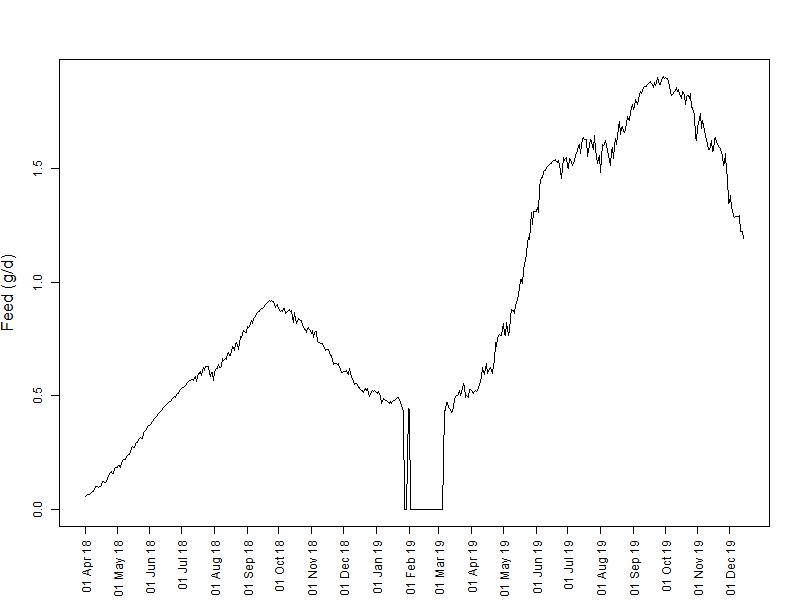 Feed (g/d)
1.5
1.0
0.5
0.0
01 Apr 18
01 May 18
01 Jun 18
01 Jul 18
01 Aug 18
01 Sep 18
01 Oct 18
01 Nov 18
01 Dec 18
01 Jan 19
01 Feb 19
01 Mar 19
01 Apr 19
01 May 19
01 Jun 19
01 Jul 19
01 Aug 19
01 Sep 19
01 Oct 19
01 Nov 19
01 Dec 19